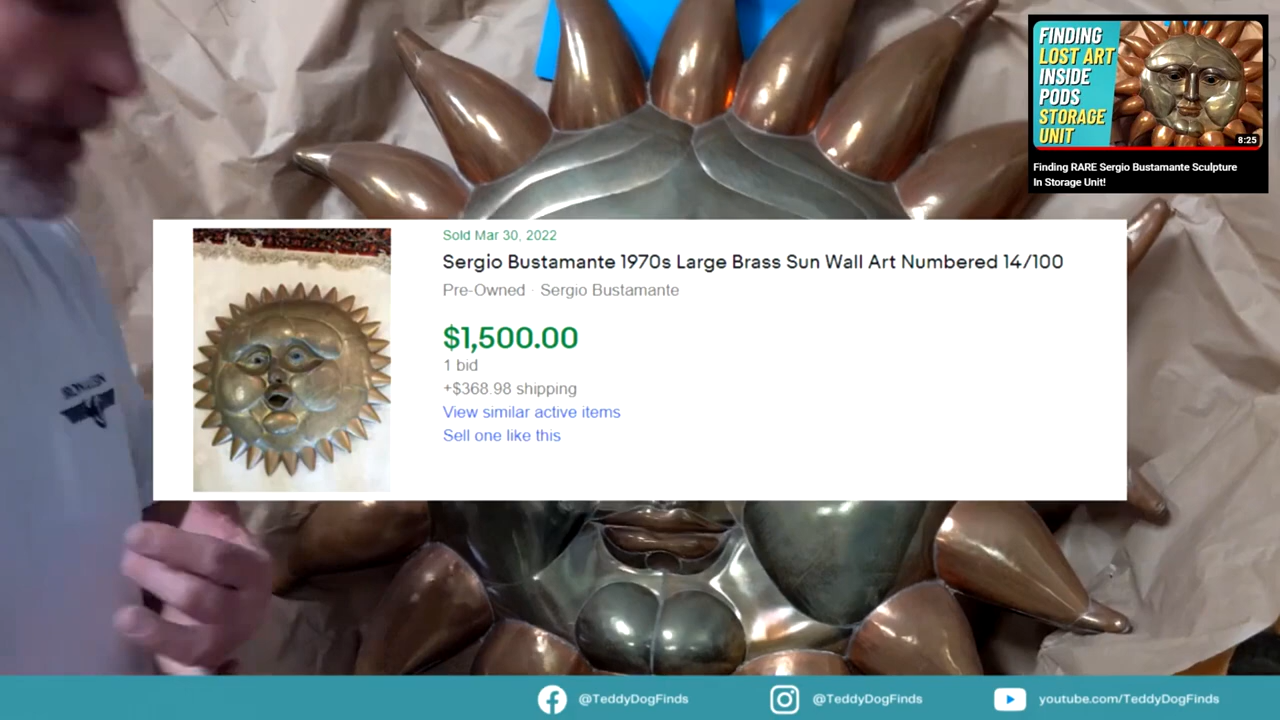 FINDING
LOST ART
INSIDE
PODS
STORAGE
UNIT
8:25
Finding RARE Sergio Bustamante Sculpture
In Storage Unit!
Sold Mar 30, 2022
Sergio Bustamante 1970s Large Brass Sun Wall Art Numbered 14/100
Pre-Owned · Sergio Bustamante
$1,500.00
1 bid
+$368.98 shipping
View similar active items
Sell one like this
@TeddyDogFinds
@TeddyDogFinds
youtube.com/TeddyDogFinds